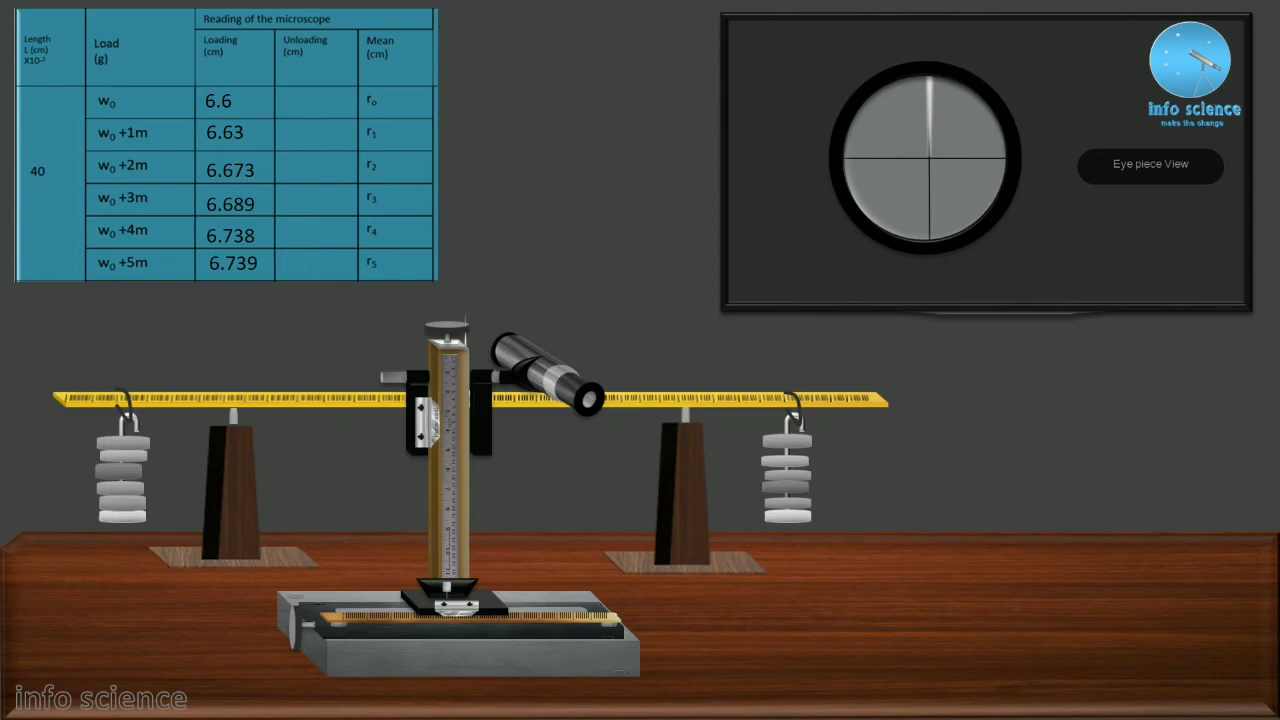 Reading of the microscope
Length
L (cm)
X10⁻²
Load
(g)
Loading
(cm)
Unloading
(cm)
Mean
(cm)
w₀ 6.6 r₀
w₀ +1m 6.63 r₁
w₀ +2m 6.673 r₂
40
w₀ +3m 6.689 r₃
w₀ +4m 6.738 r₄
w₀ +5m 6.739 r₅
info science
make the change
Eye piece View
info science